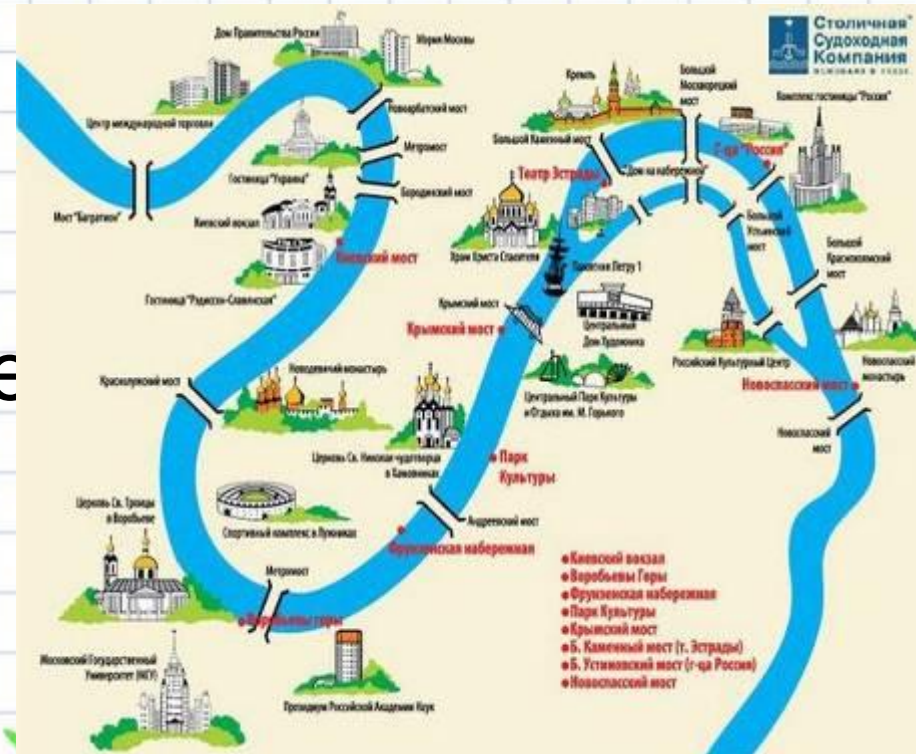 Столичная
Судоходная
Компания
Дом Правительства России
Мэрия Москвы
Центр международной торговли
Новоарбатский мост
Метромост
Гостиница "Украина"
Бородинский мост
Мост "Багратион"
Киевский вокзал
Киевский мост
Гостиница "Рэдиссон-Славянская"
Кремль
Большой
Москворецкий
мост
Комплекс гостиницы "Россия"
Большой Каменный мост
Г-ца "Россия"
Театр Эстрады
"Дом на набережной"
Большой
Устьинский
мост
Храм Христа Спасителя
Памятник Петру 1
Большой
Краснохолмский
мост
Крымский мост
Крымский мост
Центральный
Дом Художника
Российский Культурный Центр
Новоспасский
монастырь
Новоспасский мост
Центральный Парк Культуры
и Отдыха им. М. Горького
Новоспасский
мост
Краснолужский мост
Новодевичий монастырь
е
Церковь Св. Николая чудотворца
в Хамовниках
Парк
Культуры
Церковь Св. Троицы
в Воробьеве
Спортивный комплекс в Лужниках
Андреевский мост
Фрунзенская набережная
Метромост
Воробьевы горы
Московский Государственный
Университет (МГУ)
Президиум Российской Академии Наук
Киевский вокзал
Воробьевы Горы
Фрунзенская набережная
Парк Культуры
Крымский мост
Б. Каменный мост (т. Эстрады)
Б. Устиновский мост (г-ца Россия)
Новоспасский мост